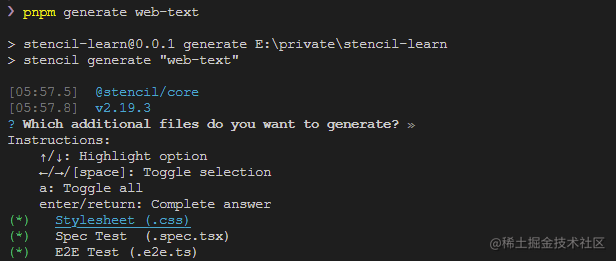 ❯ pnpm generate web-text
> stencil-learn@0.0.1 generate E:\private\stencil-learn
> stencil generate "web-text"
[05:57.5] @stencil/core
[05:57.8] v2.19.3
? Which additional files do you want to generate? »
Instructions:
↑/↓: Highlight option
←/→/[space]: Toggle selection
a: Toggle all
enter/return: Complete answer
(*) Stylesheet (.css)
(*) Spec Test (.spec.tsx)
(*) E2E Test (.e2e.ts)
@稀土掘金技术社区